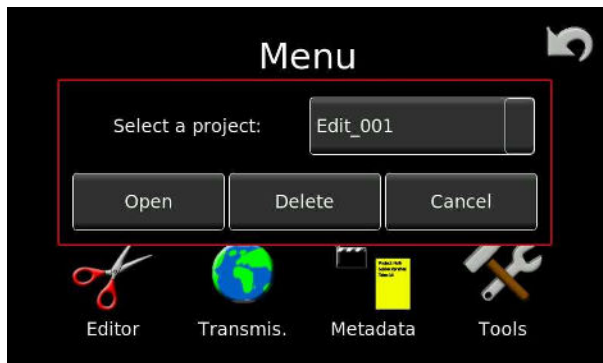 Menu
Select a project: Edit_001
Open Delete Cancel
Editor Transmis. Metadata Tools